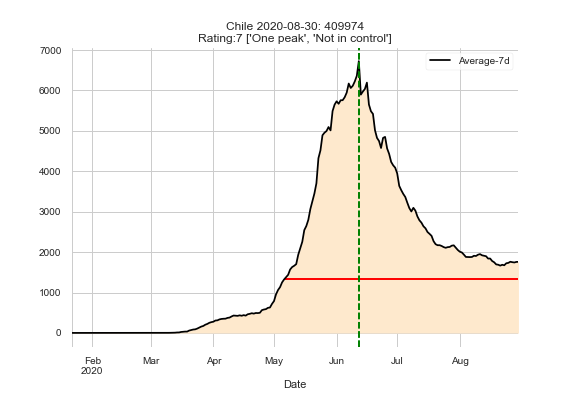 Chile 2020-08-30: 409974
Rating:7 ['One peak', 'Not in control']
Average-7d
7000
6000
5000
4000
3000
2000
1000
0
Feb Mar Apr May Jun Jul Aug
2020
Date